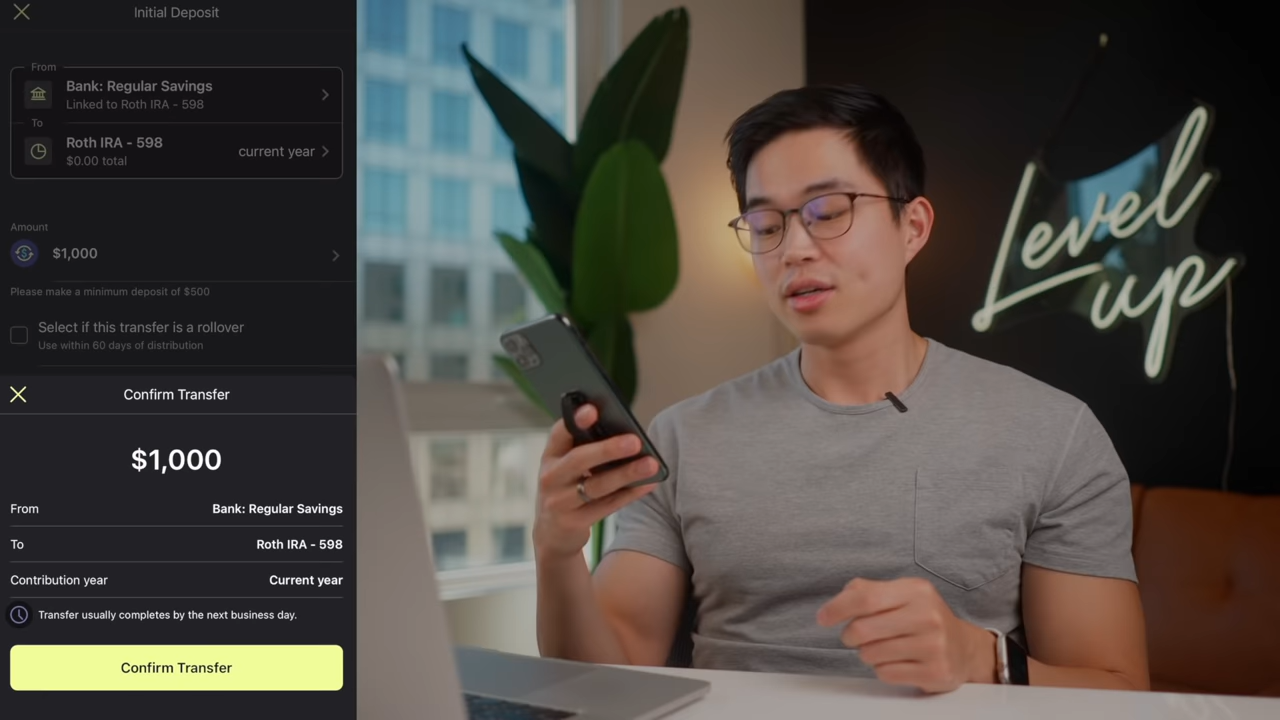 Initial Deposit
From
Bank: Regular Savings
Linked to Roth IRA - 598
To
Roth IRA - 598
$0.00 total
current year
Amount
$1,000
Please make a minimum deposit of $500
Select if this transfer is a rollover
Use within 60 days of distribution
Confirm Transfer
$1,000
From
Bank: Regular Savings
To
Roth IRA - 598
Contribution year
Current year
Transfer usually completes by the next business day.
Confirm Transfer
Level
up